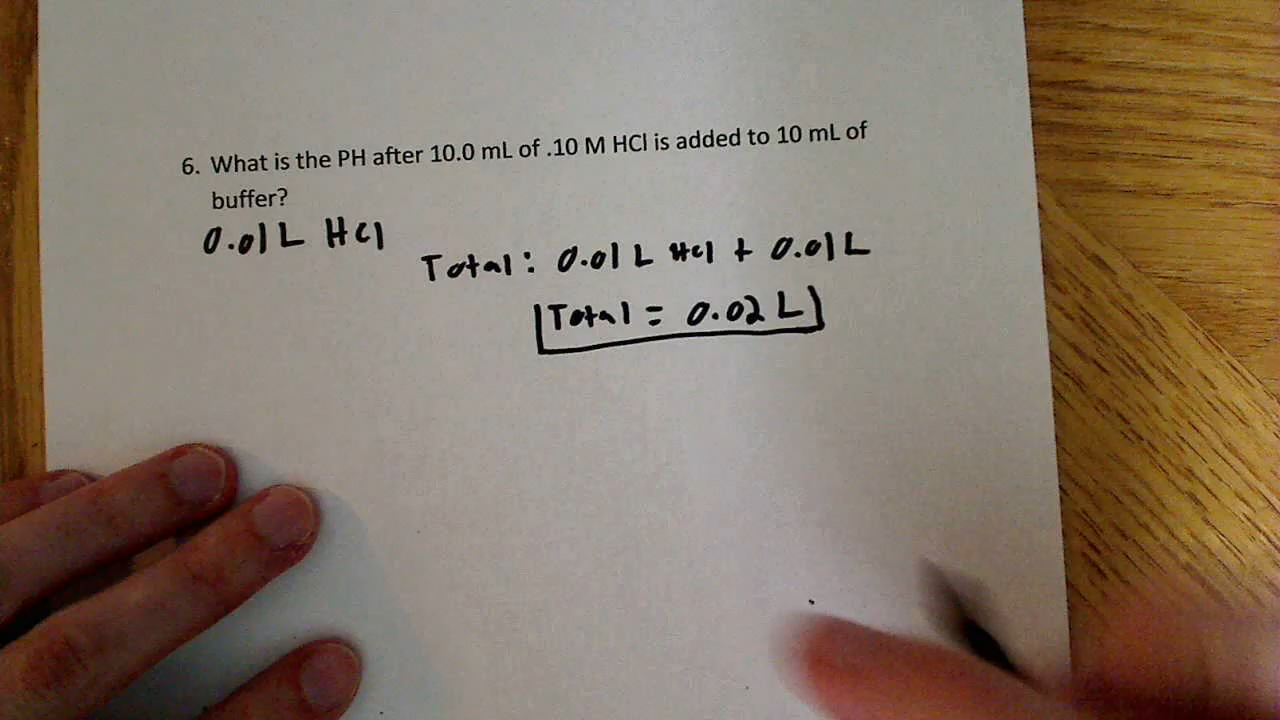 6. What is the PH after 10.0 mL of .10 M HCl is added to 10 mL of
buffer?
0.01 L HCl
Total: 0.01 L HCl + 0.01 L
Total = 0.02 L